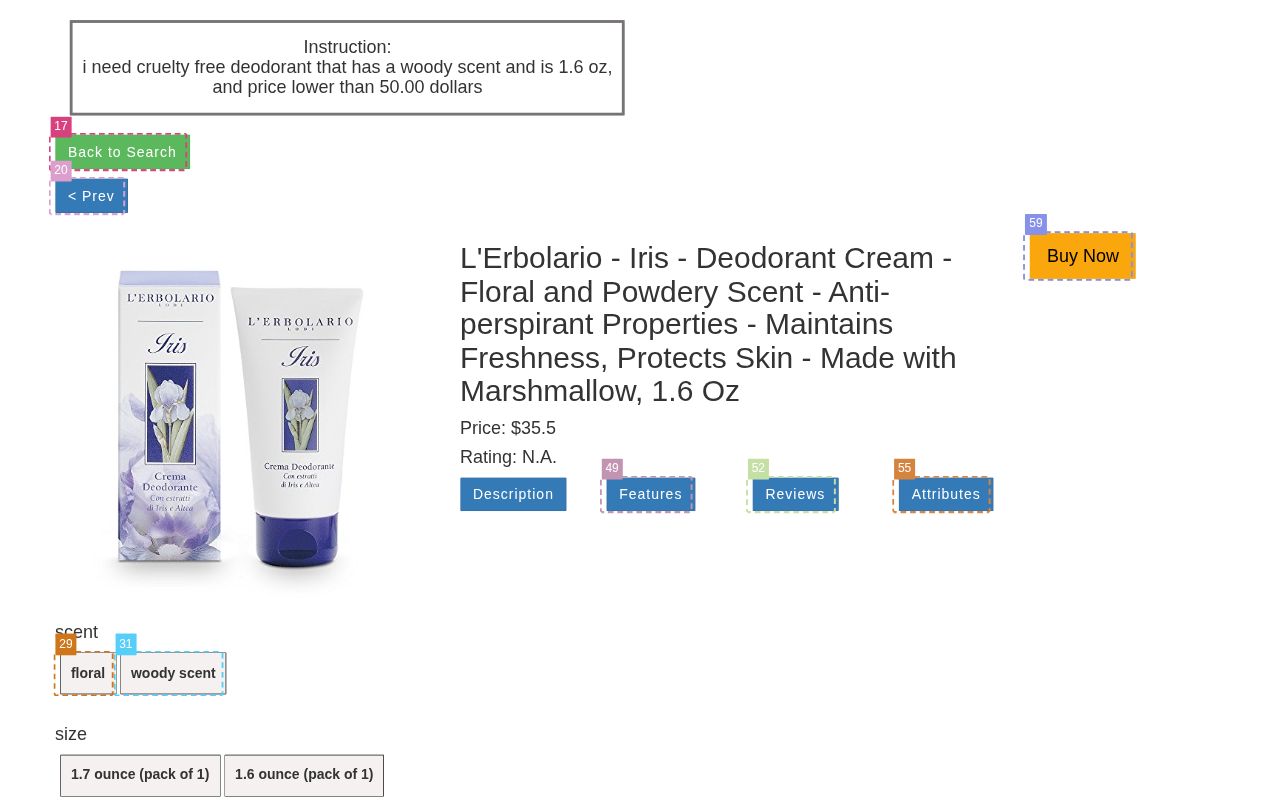 Instruction:
i need cruelty free deodorant that has a woody scent and is 1.6 oz,
and price lower than 50.00 dollars
17
Back to Search
20
< Prev
59
Buy Now
L'ERBOLARIO
LODI
Iris
Crema
Deodorante
Con estratti
di Iris e Altea
L'ERBOLARIO
LODI
Iris
Crema Deodorante
Con estratti
di Iris e Altea
L'Erbolario - Iris - Deodorant Cream -
Floral and Powdery Scent - Anti-
perspirant Properties - Maintains
Freshness, Protects Skin - Made with
Marshmallow, 1.6 Oz
Price: $35.5
Rating: N.A.
Description
49
Features
52
Reviews
55
Attributes
scent
29
floral
31
woody scent
size
1.7 ounce (pack of 1)
1.6 ounce (pack of 1)